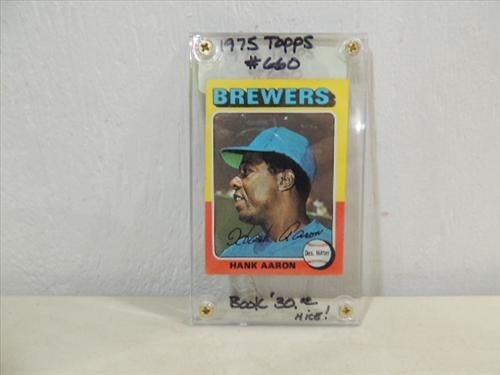 1975 TOPPS
#660
BREWERS
Hank Aaron
Des. Hitter
HANK AARON
BOOK $30.00
NICE!